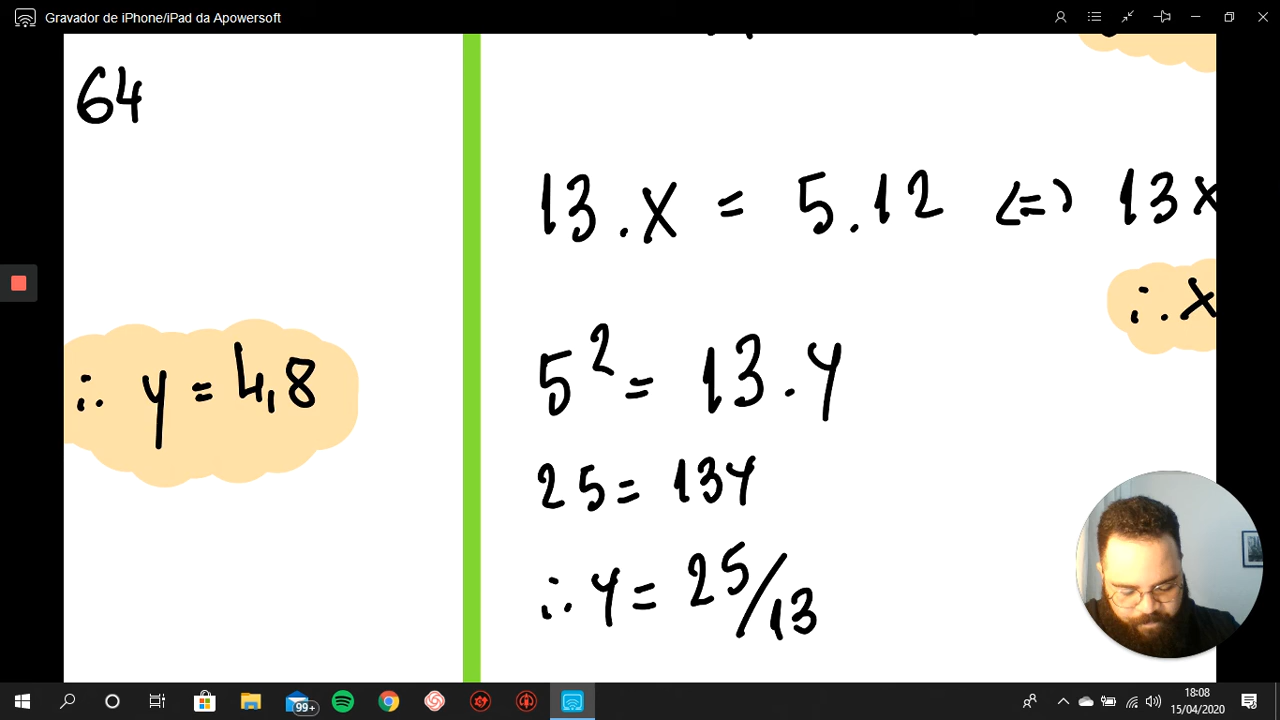 Gravador de iPhone/iPad da Apowersoft
64
∴ y = 4,8
13 . x = 5 . 12 <=> 13x
∴ x
5² = 13 . y
25 = 13y
∴ y = 25/13
99+
18:08
15/04/2020